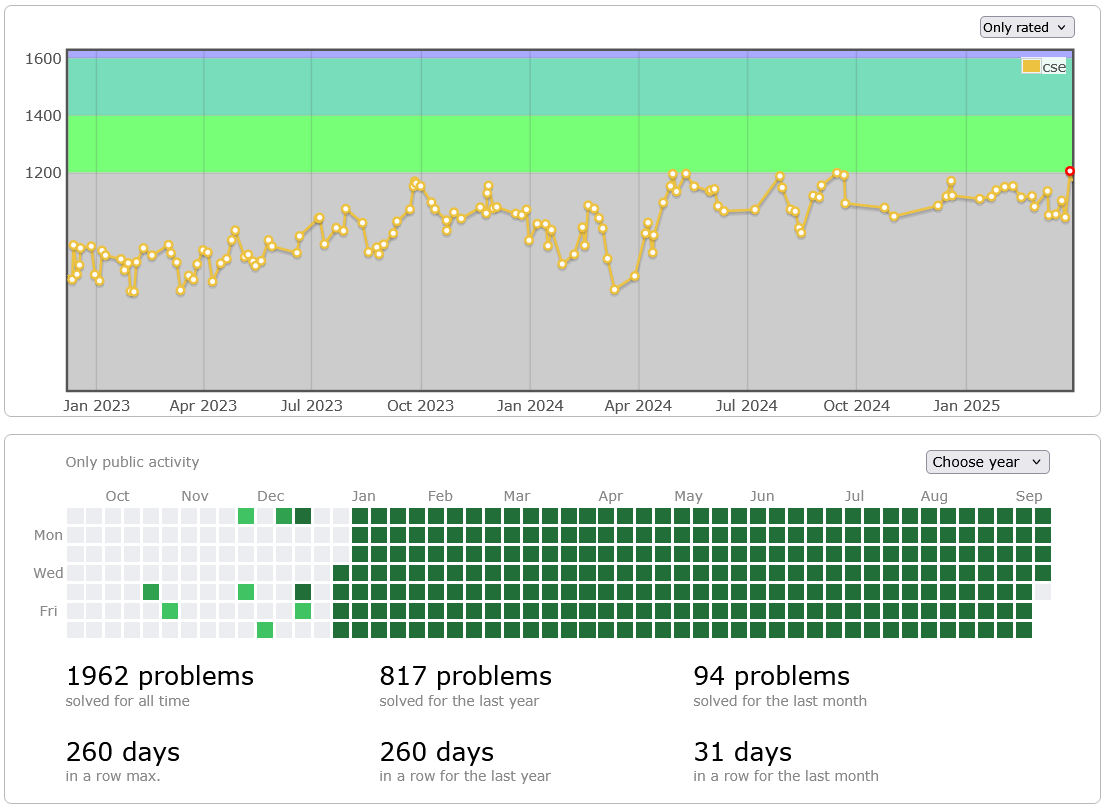 Only rated
1600
cse
1400
1200
Jan 2023 Apr 2023 Jul 2023 Oct 2023 Jan 2024 Apr 2024 Jul 2024 Oct 2024 Jan 2025
Only public activity Choose year
Oct Nov Dec Jan Feb Mar Apr May Jun Jul Aug Sep
Mon
Wed
Fri
1962 problems 817 problems 94 problems
solved for all time solved for the last year solved for the last month
260 days 260 days 31 days
in a row max. in a row for the last year in a row for the last month